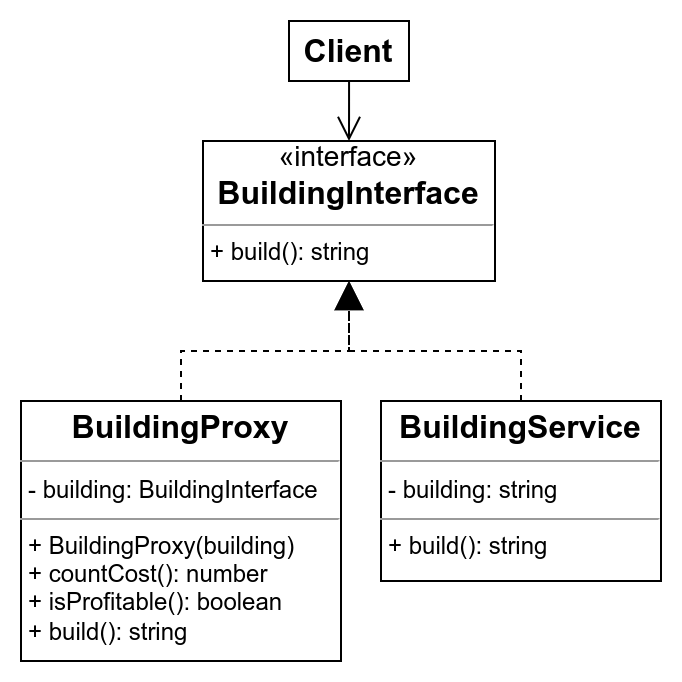 Client
«interface»
BuildingInterface
+ build(): string
BuildingProxy
- building: BuildingInterface
+ BuildingProxy(building)
+ countCost(): number
+ isProfitable(): boolean
+ build(): string
BuildingService
- building: string
+ build(): string